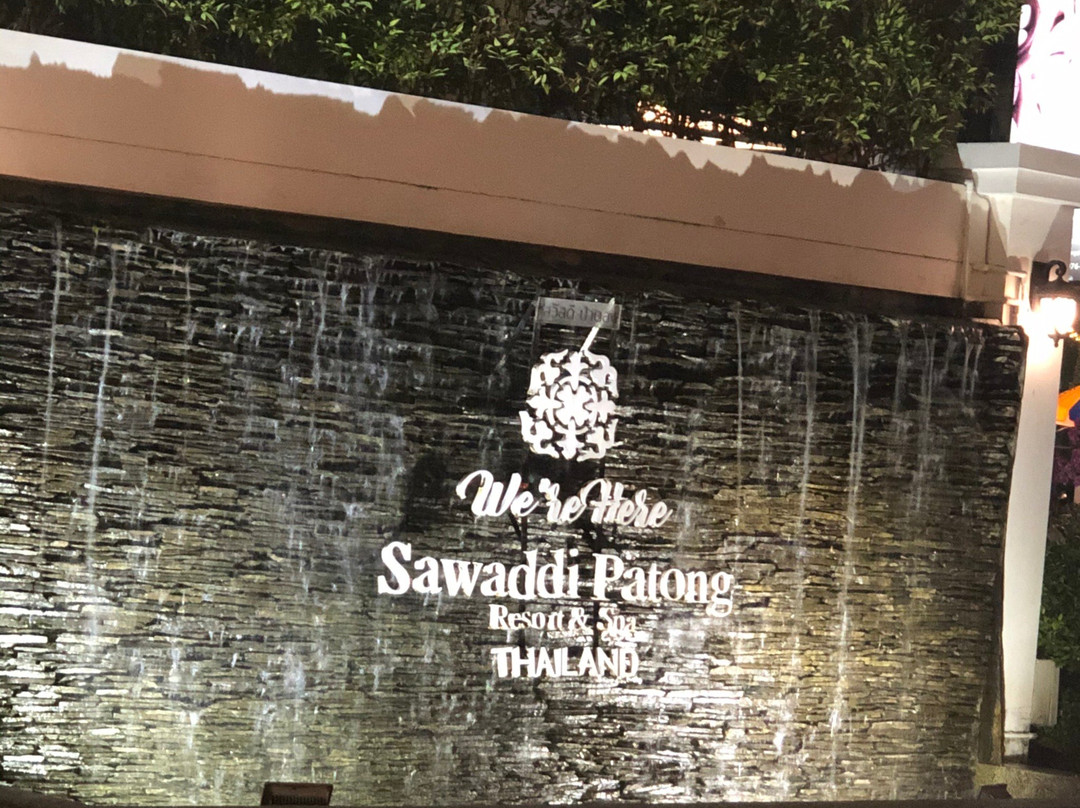 We're Here
Sawaddi Patong
Resort & Spa
THAILAND